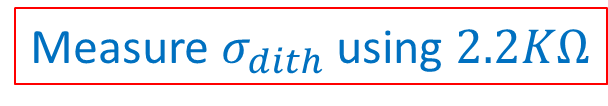 Measure σ_dith using 2.2KΩ